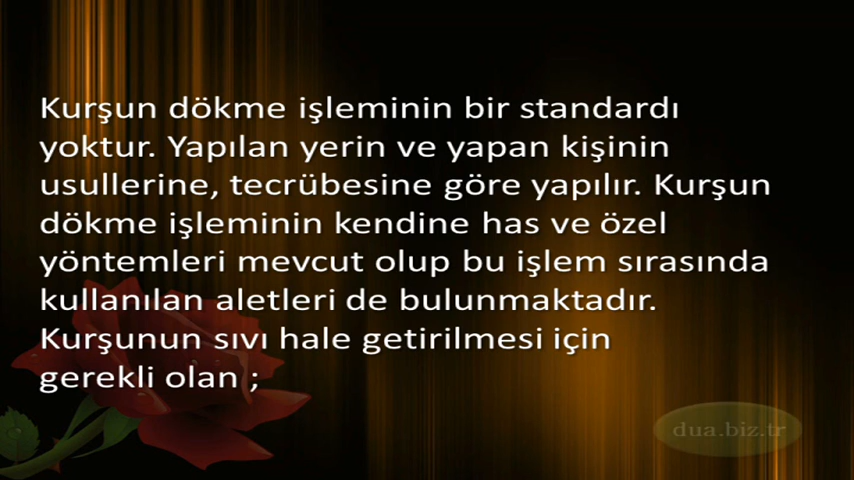 Kurşun dökme işleminin bir standardı
yoktur. Yapılan yerin ve yapan kişinin
usullerine, tecrübesine göre yapılır. Kurşun
dökme işleminin kendine has ve özel
yöntemleri mevcut olup bu işlem sırasında
kullanılan aletleri de bulunmaktadır.
Kurşunun sıvı hale getirilmesi için
gerekli olan ;
dua.biz.tr